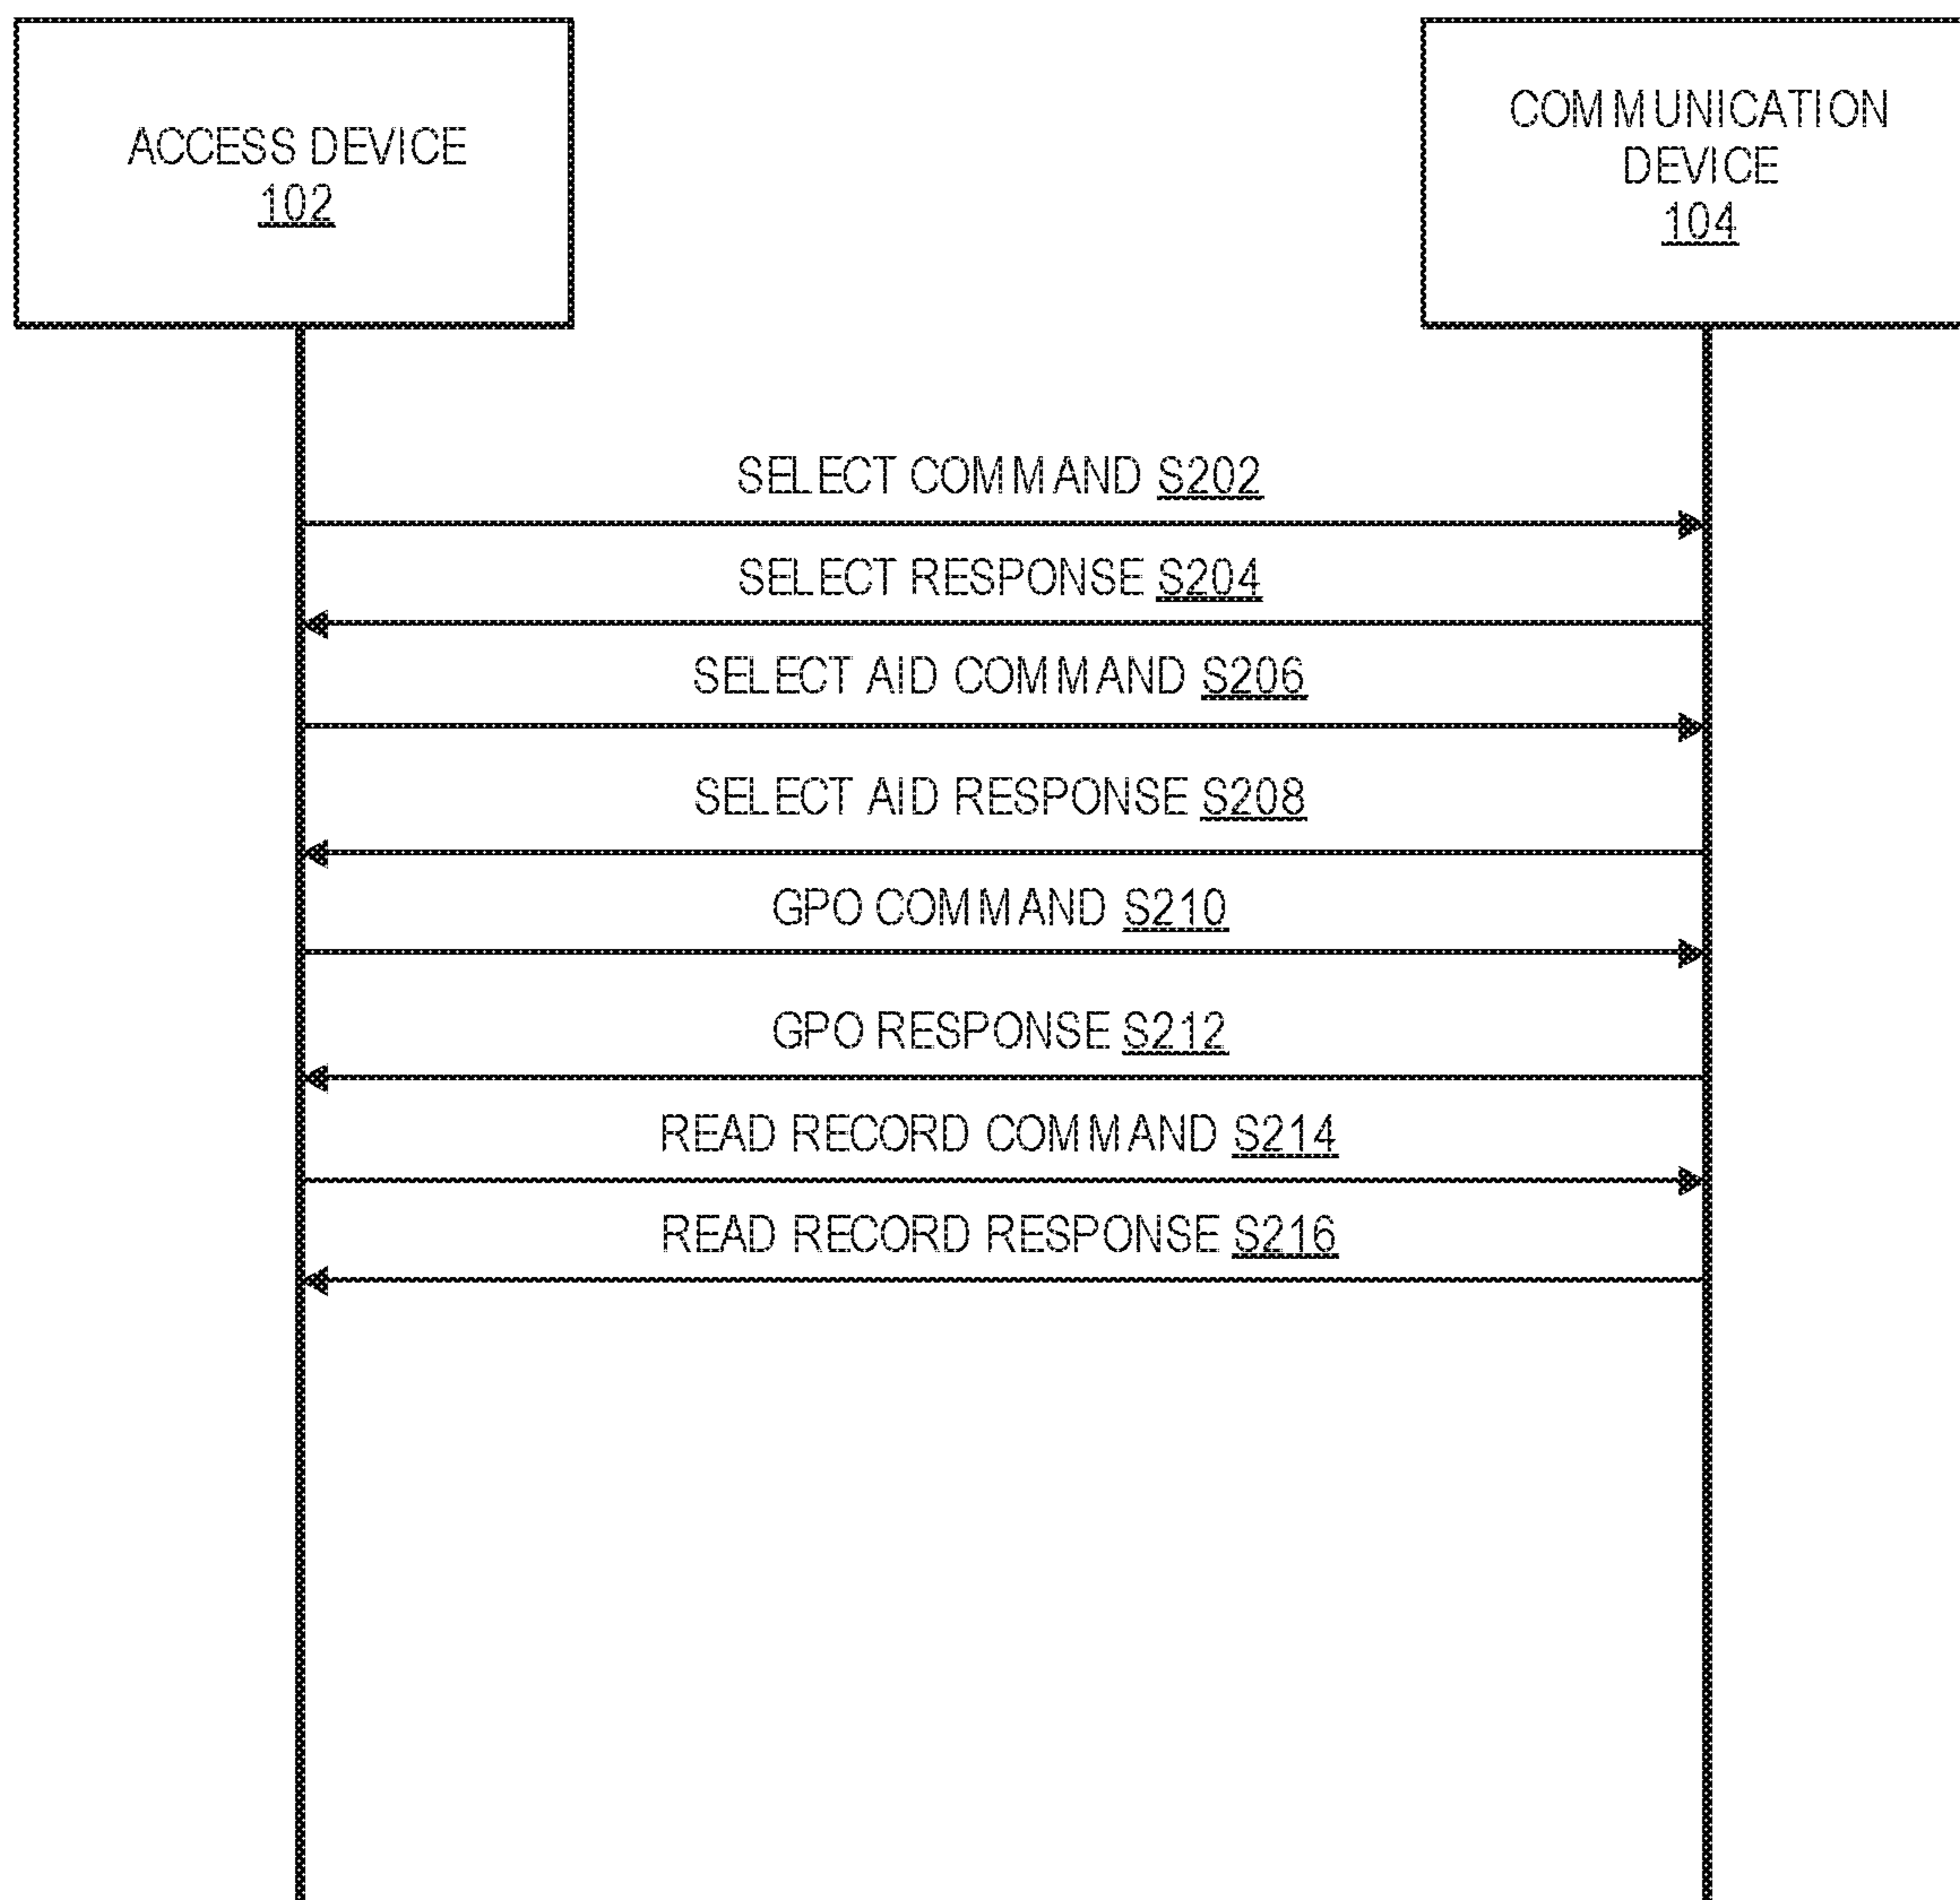 ACCESS DEVICE
102
COMMUNICATION
DEVICE
104
SELECT COMMAND S202
SELECT RESPONSE S204
SELECT AID COMMAND S206
SELECT AID RESPONSE S208
GPO COMMAND S210
GPO RESPONSE S212
READ RECORD COMMAND S214
READ RECORD RESPONSE S216